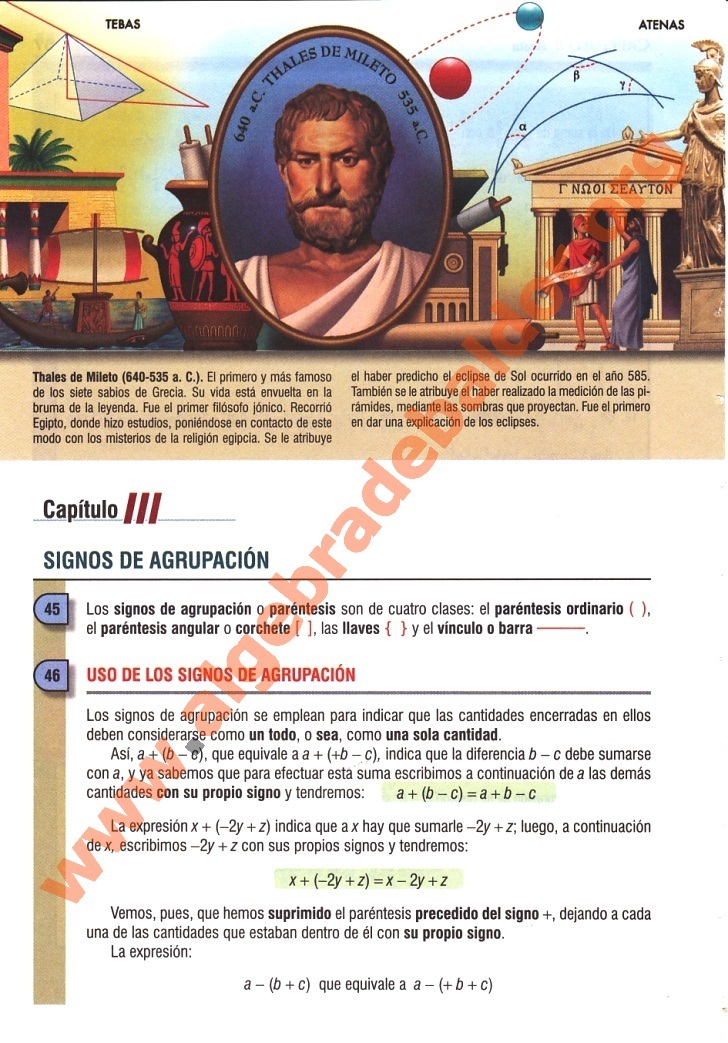 TEBAS
ATENAS
640 a.C. THALES DE MILETO 535 a.C.
β
γ
α
ΓΝΩΟΙ ΣΕΑΥΤΟΝ
Thales de Mileto (640-535 a. C.). El primero y más famoso
de los siete sabios de Grecia. Su vida está envuelta en la
bruma de la leyenda. Fue el primer filósofo jónico. Recorrió
Egipto, donde hizo estudios, poniéndose en contacto de este
modo con los misterios de la religión egipcia. Se le atribuye
el haber predicho el eclipse de Sol ocurrido en el año 585.
También se le atribuye el haber realizado la medición de las pi-
rámides, mediante las sombras que proyectan. Fue el primero
en dar una explicación de los eclipses.
Capítulo III
SIGNOS DE AGRUPACIÓN
45 Los signos de agrupación o paréntesis son de cuatro clases: el paréntesis ordinario ( ),
el paréntesis angular o corchete [ ], las llaves { } y el vínculo o barra ———.
46 USO DE LOS SIGNOS DE AGRUPACIÓN
Los signos de agrupación se emplean para indicar que las cantidades encerradas en ellos
deben considerarse como un todo, o sea, como una sola cantidad.
Así, a + (b – c), que equivale a a + (+b – c), indica que la diferencia b – c debe sumarse
con a, y ya sabemos que para efectuar esta suma escribimos a continuación de a las demás
cantidades con su propio signo y tendremos: a + (b – c) = a + b – c
La expresión x + (–2y + z) indica que a x hay que sumarle –2y + z; luego, a continuación
de x, escribimos –2y + z con sus propios signos y tendremos:
x + (–2y + z) = x – 2y + z
Vemos, pues, que hemos suprimido el paréntesis precedido del signo +, dejando a cada
una de las cantidades que estaban dentro de él con su propio signo.
La expresión:
a – (b + c) que equivale a a – (+ b + c)
www.algebradebaldor.org